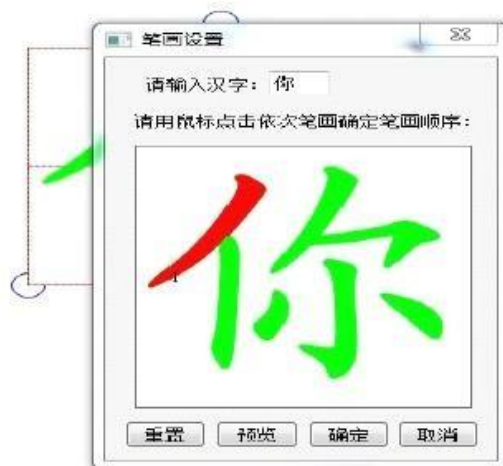 笔画设置
请输入汉字：你
请用鼠标点击依次笔画确定笔画顺序：
你
重置 预览 确定 取消